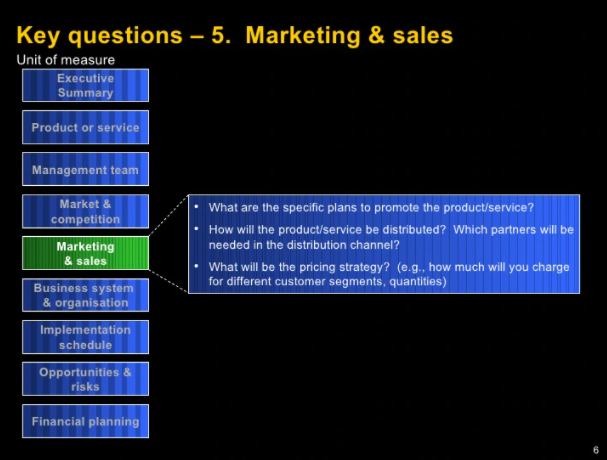 Key questions – 5.  Marketing & sales
Unit of measure
Executive
Summary
Product or service
Management team
Market &
competition
Marketing
& sales
Business system
& organisation
Implementation
schedule
Opportunities &
risks
Financial planning
• What are the specific plans to promote the product/service?
• How will the product/service be distributed?  Which partners will be
needed in the distribution channel?
• What will be the pricing strategy?  (e.g., how much will you charge
for different customer segments, quantities)
6